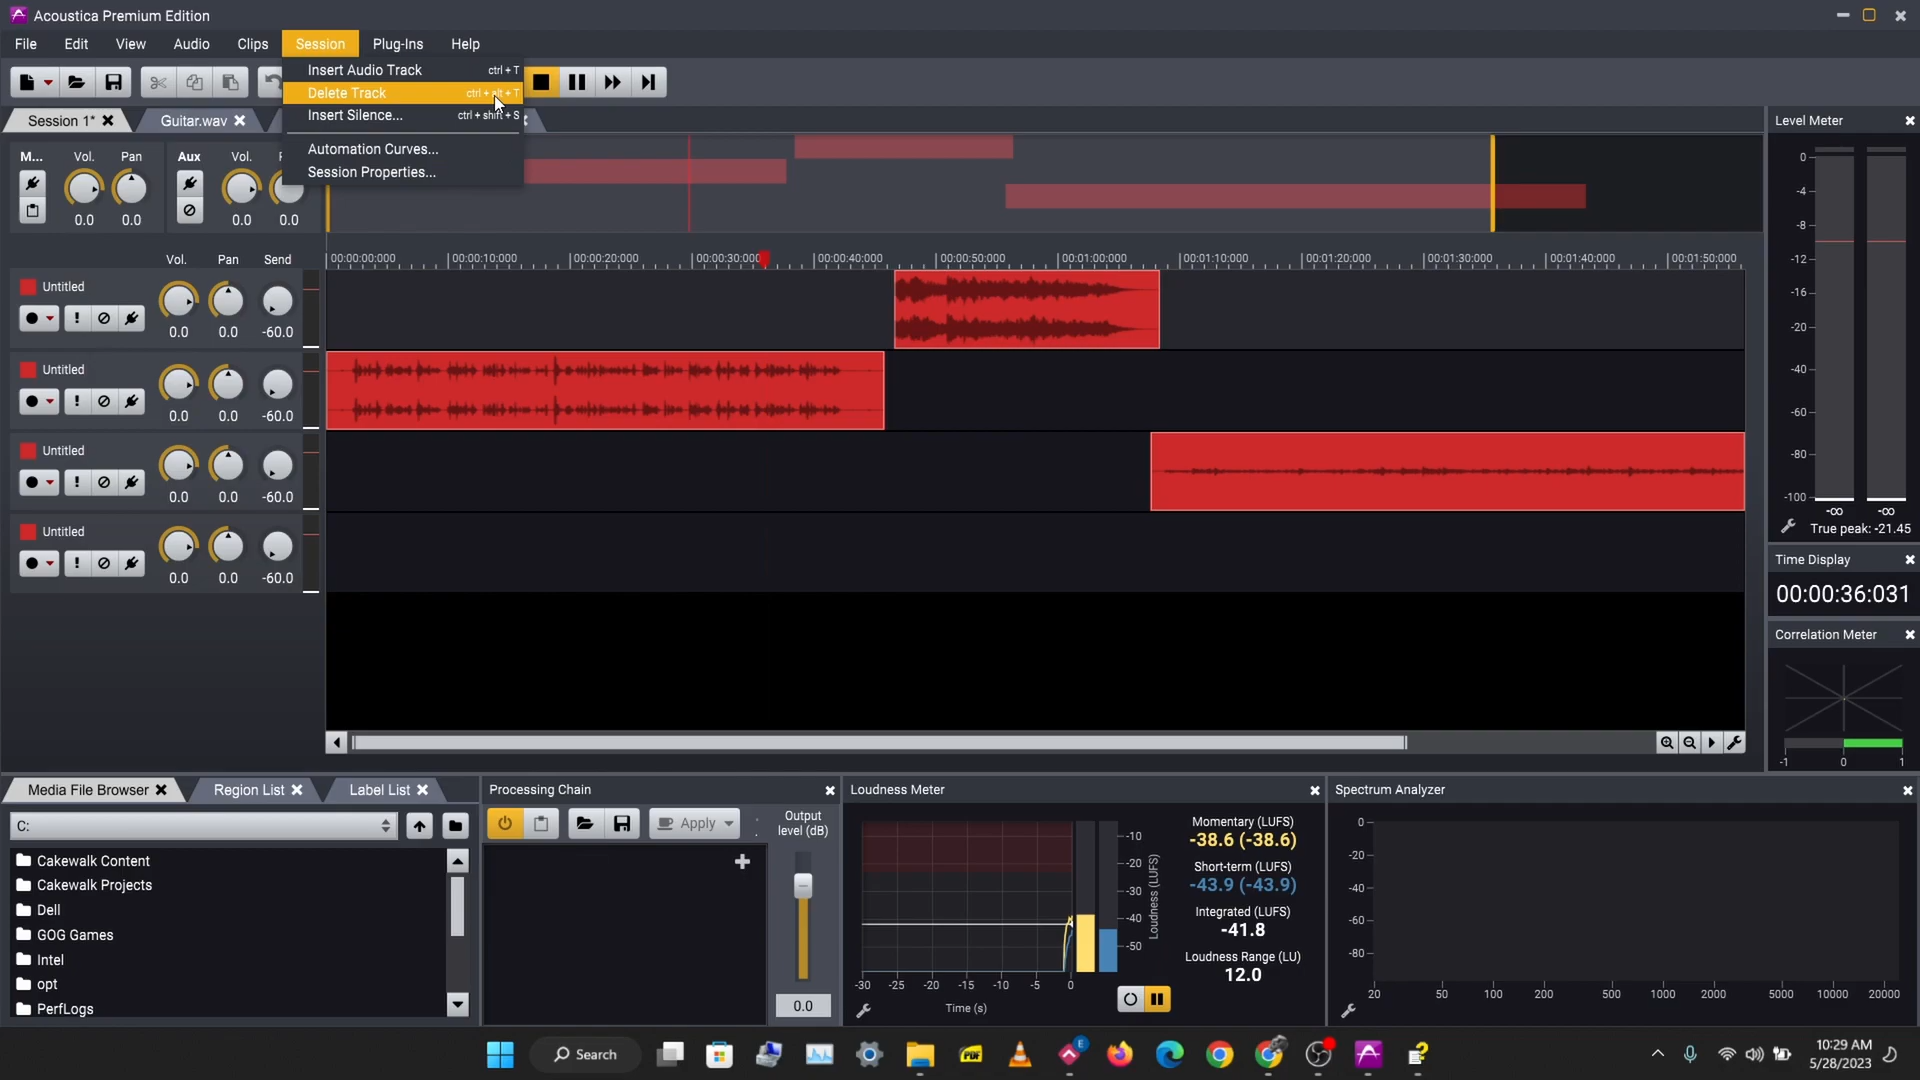 Acoustica Premium Edition
File Edit View Audio Clips Session Plug-Ins Help
Insert Audio Track ctrl + T
Delete Track ctrl + alt + T
Insert Silence... ctrl + shift + S
Automation Curves...
Session Properties...
Session 1* Guitar.wav
M... Vol. Pan Aux Vol.
0.0 0.0 0.0 0.0
Vol. Pan Send
00:00:00:000 00:00:10:000 00:00:20:000 00:00:30:000 00:00:40:000 00:00:50:000 00:01:00:000 00:01:10:000 00:01:20:000 00:01:30:000 00:01:40:000 00:01:50:000
Untitled
0.0 0.0 -60.0
Untitled
0.0 0.0 -60.0
Untitled
0.0 0.0 -60.0
Untitled
0.0 0.0 -60.0
Level Meter
0
-4
-8
-12
-16
-20
-40
-60
-80
-100
-∞ -∞
True peak: -21.45
Time Display
00:00:36:031
Correlation Meter
-1 0 1
Media File Browser Region List Label List
C:
Cakewalk Content
Cakewalk Projects
Dell
GOG Games
Intel
opt
PerfLogs
Processing Chain
Apply
Output
level (dB)
0.0
Loudness Meter
-10
-20
-30
-40
-50
Loudness (LUFS)
-30 -25 -20 -15 -10 -5 0
Time (s)
Momentary (LUFS)
-38.6 (-38.6)
Short-term (LUFS)
-43.9 (-43.9)
Integrated (LUFS)
-41.8
Loudness Range (LU)
12.0
Spectrum Analyzer
0
-20
-40
-60
-80
20 50 100 200 500 1000 2000 5000 10000 20000
Search
PDF
E
10:29 AM
5/28/2023